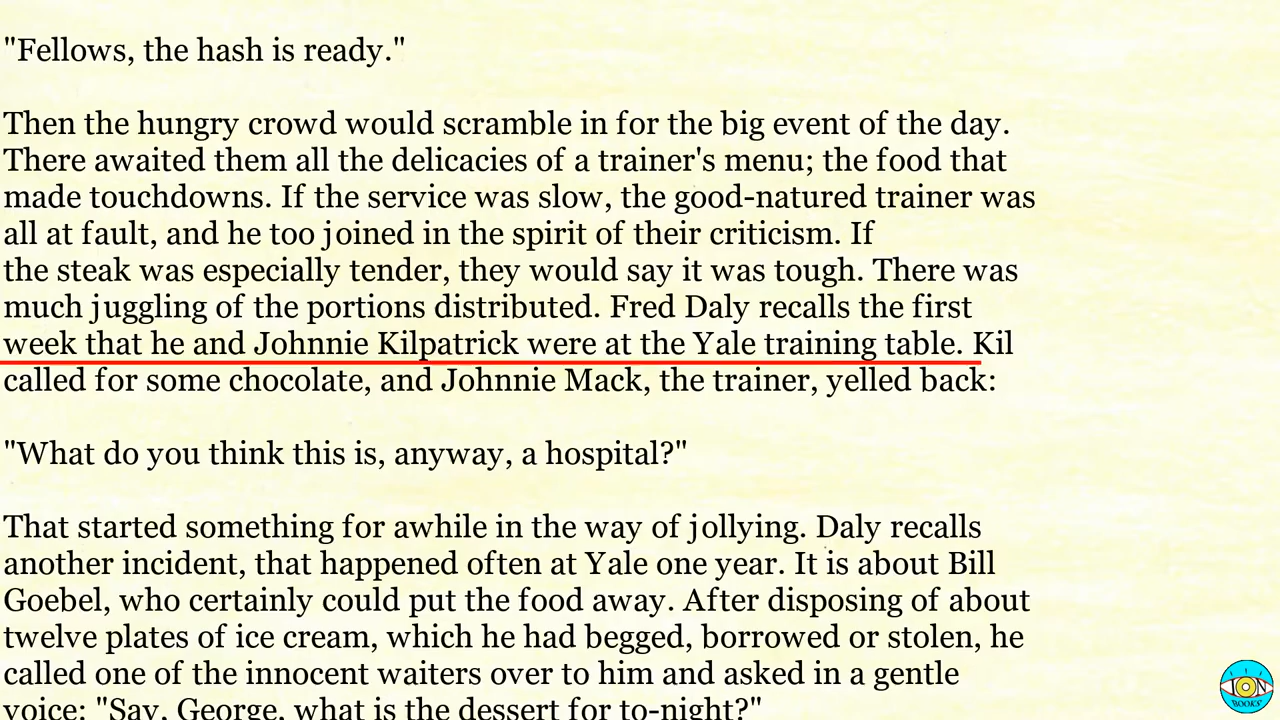 "Fellows, the hash is ready."
Then the hungry crowd would scramble in for the big event of the day.
There awaited them all the delicacies of a trainer's menu; the food that
made touchdowns. If the service was slow, the good-natured trainer was
all at fault, and he too joined in the spirit of their criticism. If
the steak was especially tender, they would say it was tough. There was
much juggling of the portions distributed. Fred Daly recalls the first
week that he and Johnnie Kilpatrick were at the Yale training table. Kil
called for some chocolate, and Johnnie Mack, the trainer, yelled back:
"What do you think this is, anyway, a hospital?"
That started something for awhile in the way of jollying. Daly recalls
another incident, that happened often at Yale one year. It is about Bill
Goebel, who certainly could put the food away. After disposing of about
twelve plates of ice cream, which he had begged, borrowed or stolen, he
called one of the innocent waiters over to him and asked in a gentle
voice: "Say, George, what is the dessert for to-night?"
ION
BOOKS